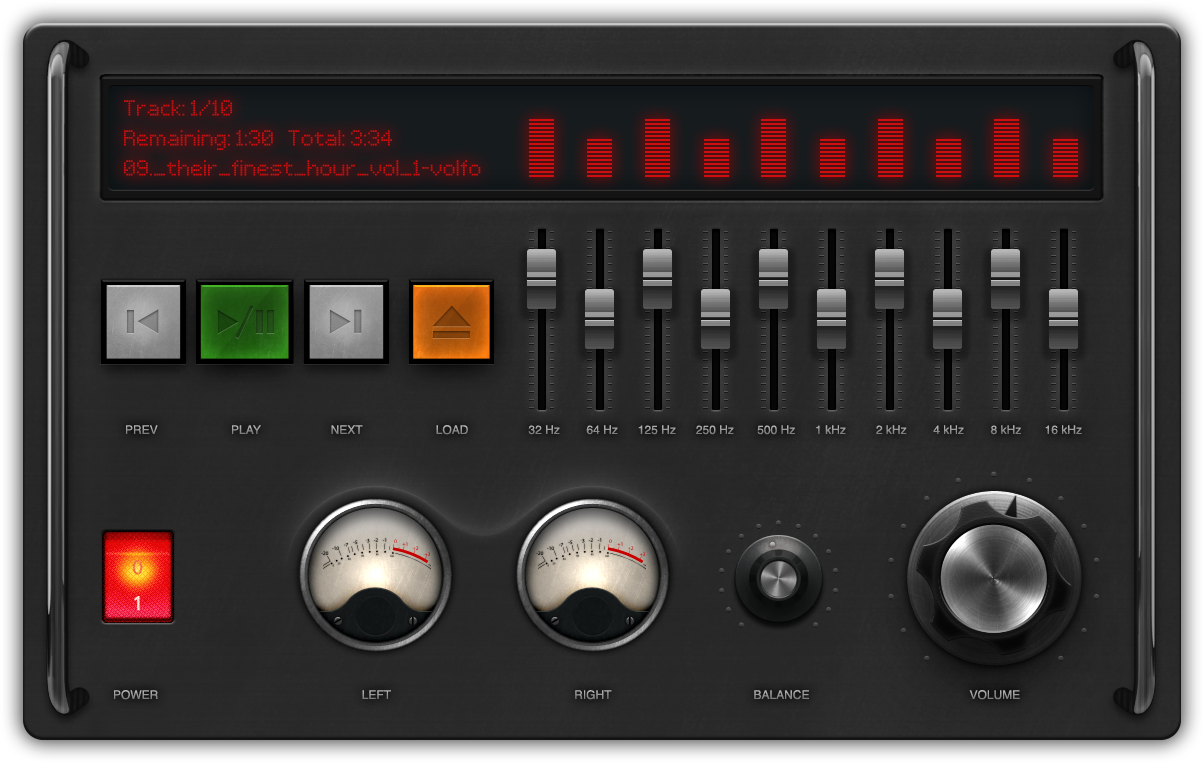 Track: 1/10
Remaining: 1:30 Total: 3:34
09._their_finest_hour_vol_1-volfo
PREV PLAY NEXT LOAD 32 Hz 64 Hz 125 Hz 250 Hz 500 Hz 1 kHz 2 kHz 4 kHz 8 kHz 16 kHz
0
1
POWER LEFT RIGHT BALANCE VOLUME